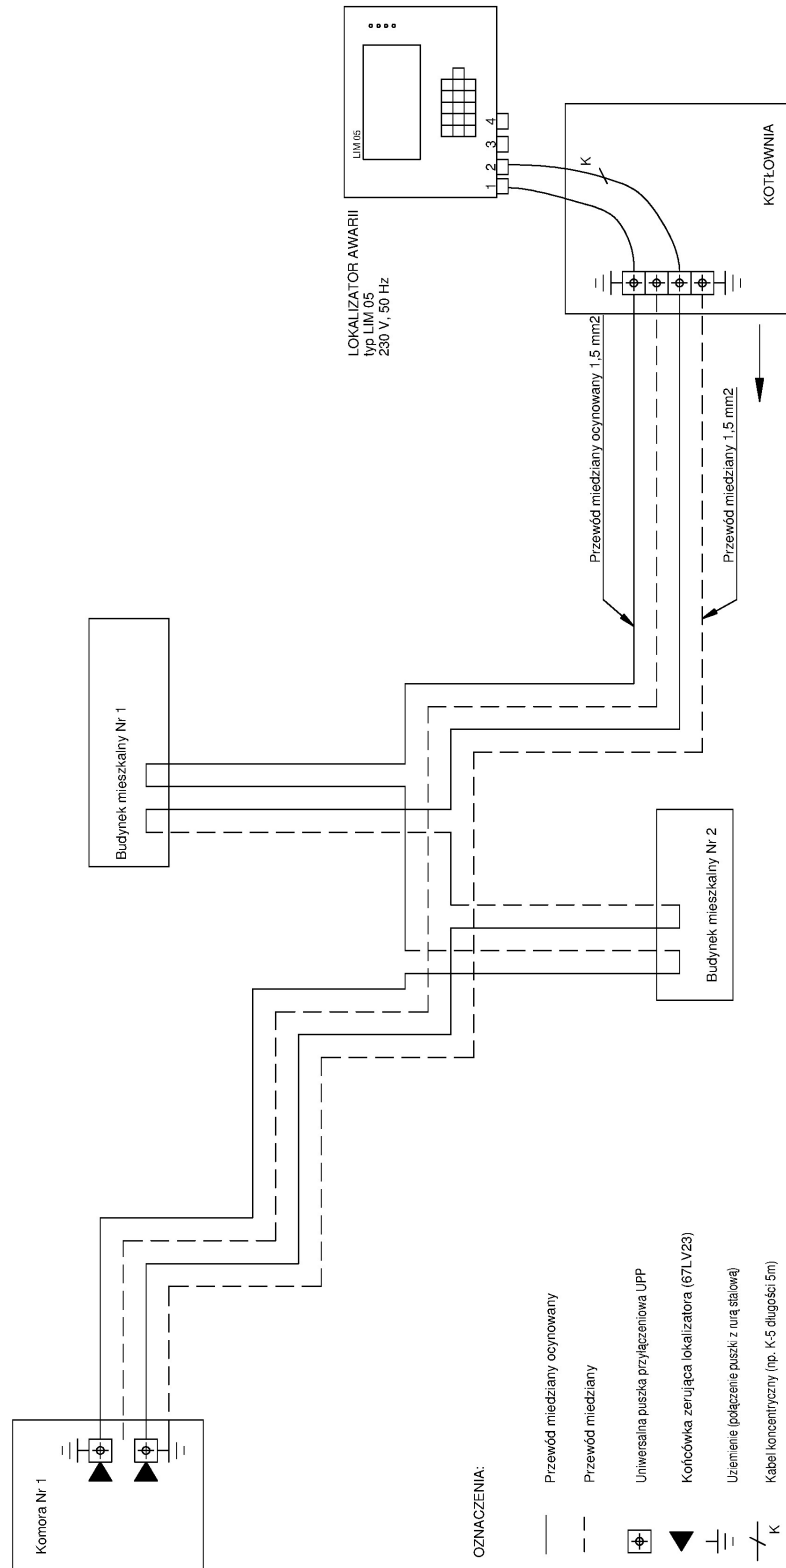 LIM 05
1 2 3 4
LOKALIZATOR AWARII
typ LIM 05
230 V, 50 Hz
K
KOTŁOWNIA
Przewód miedziany ocynowany 1,5 mm2
Przewód miedziany 1,5 mm2
Budynek mieszkalny Nr 1
Budynek mieszkalny Nr 2
Komora Nr 1
OZNACZENIA:
Przewód miedziany ocynowany
Przewód miedziany
Uniwersalna puszka przyłączeniowa UPP
Końcówka zerująca lokalizatora (67LV23)
Uziemienie (połączenie puszki z rurą stalową)
K
Kabel koncentryczny (np. K-5 długości 5m)